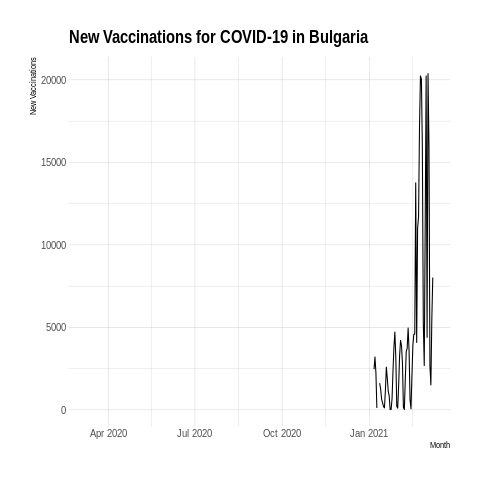 New Vaccinations for COVID-19 in Bulgaria
New Vaccinations
20000
15000
10000
5000
0
Apr 2020
Jul 2020
Oct 2020
Jan 2021
Month